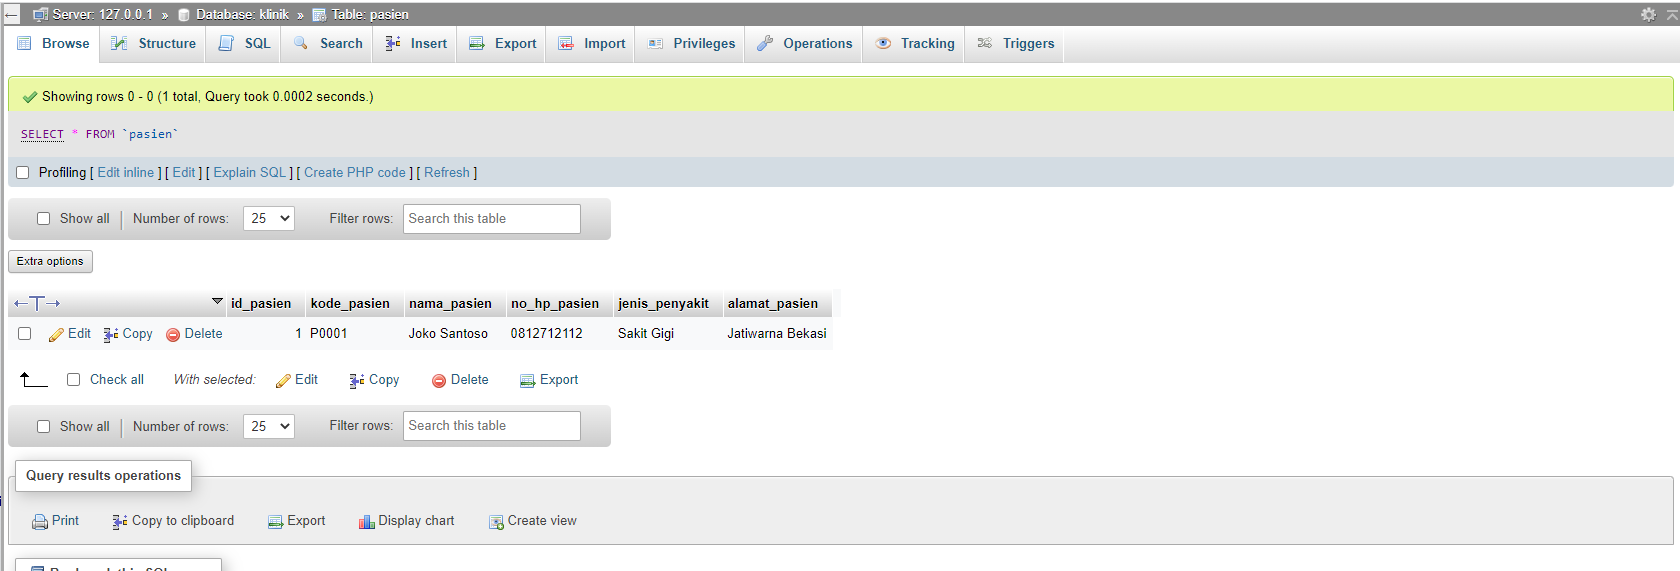 Server: 127.0.0.1 » Database: klinik » Table: pasien
Browse Structure SQL Search Insert Export Import Privileges Operations Tracking Triggers
Showing rows 0 - 0 (1 total, Query took 0.0002 seconds.)
SELECT * FROM `pasien`
Profiling [ Edit inline ] [ Edit ] [ Explain SQL ] [ Create PHP code ] [ Refresh ]
Show all | Number of rows: 25 Filter rows: Search this table
Extra options
id_pasien kode_pasien nama_pasien no_hp_pasien jenis_penyakit alamat_pasien
Edit Copy Delete 1 P0001 Joko Santoso 0812712112 Sakit Gigi Jatiwarna Bekasi
Check all With selected: Edit Copy Delete Export
Show all | Number of rows: 25 Filter rows: Search this table
Query results operations
Print Copy to clipboard Export Display chart Create view